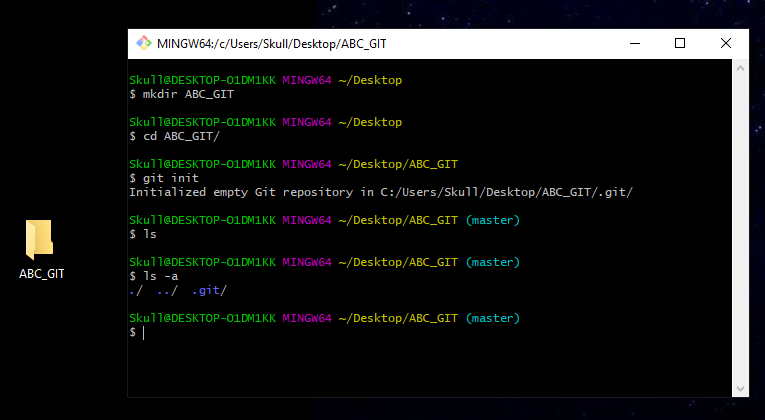 MINGW64:/c/Users/Skull/Desktop/ABC_GIT
Skull@DESKTOP-O1DM1KK MINGW64 ~/Desktop
$ mkdir ABC_GIT
Skull@DESKTOP-O1DM1KK MINGW64 ~/Desktop
$ cd ABC_GIT/
Skull@DESKTOP-O1DM1KK MINGW64 ~/Desktop/ABC_GIT
$ git init
Initialized empty Git repository in C:/Users/Skull/Desktop/ABC_GIT/.git/
Skull@DESKTOP-O1DM1KK MINGW64 ~/Desktop/ABC_GIT (master)
$ ls
Skull@DESKTOP-O1DM1KK MINGW64 ~/Desktop/ABC_GIT (master)
$ ls -a
./  ../  .git/
Skull@DESKTOP-O1DM1KK MINGW64 ~/Desktop/ABC_GIT (master)
$
ABC_GIT